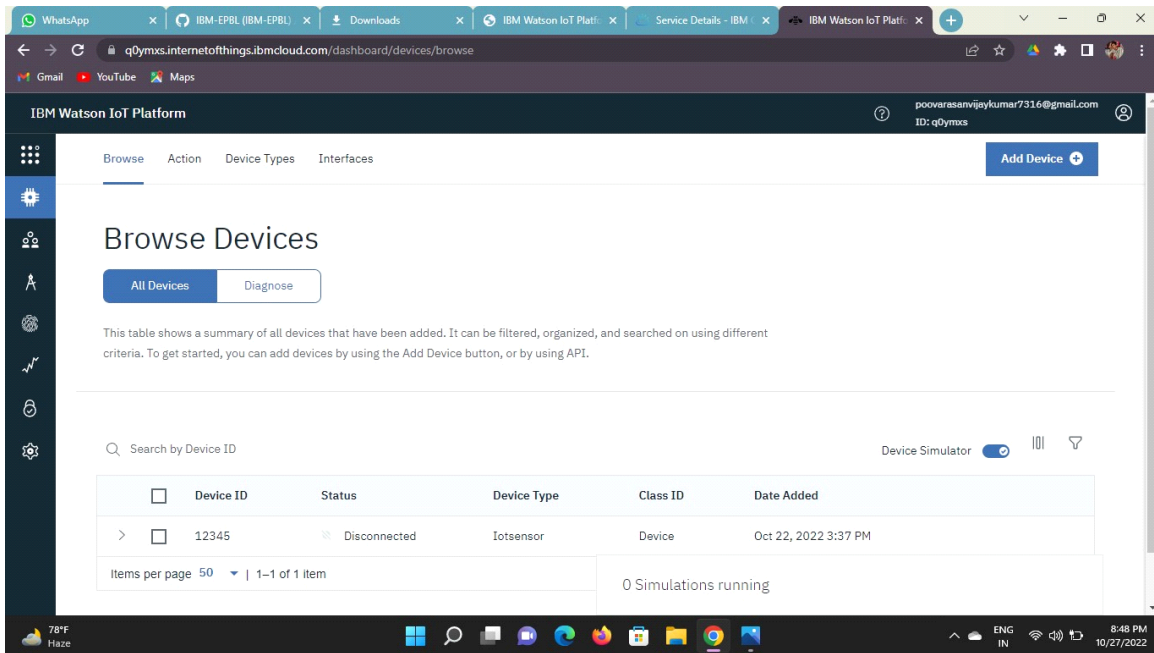 WhatsApp
IBM-EPBL (IBM-EPBL)
Downloads
IBM Watson IoT Platfo
Service Details - IBM
IBM Watson IoT Platfo
q0ymxs.internetofthings.ibmcloud.com/dashboard/devices/browse
Gmail YouTube Maps
IBM Watson IoT Platform
poovarasanvijaykumar7316@gmail.com
ID: q0ymxs
Browse Action Device Types Interfaces
Add Device
Browse Devices
All Devices Diagnose
This table shows a summary of all devices that have been added. It can be filtered, organized, and searched on using different
criteria. To get started, you can add devices by using the Add Device button, or by using API.
Search by Device ID
Device Simulator
Device ID Status Device Type Class ID Date Added
12345 Disconnected Iotsensor Device Oct 22, 2022 3:37 PM
Items per page 50 | 1–1 of 1 item
0 Simulations running
78°F
Haze
ENG
IN
8:48 PM
10/27/2022